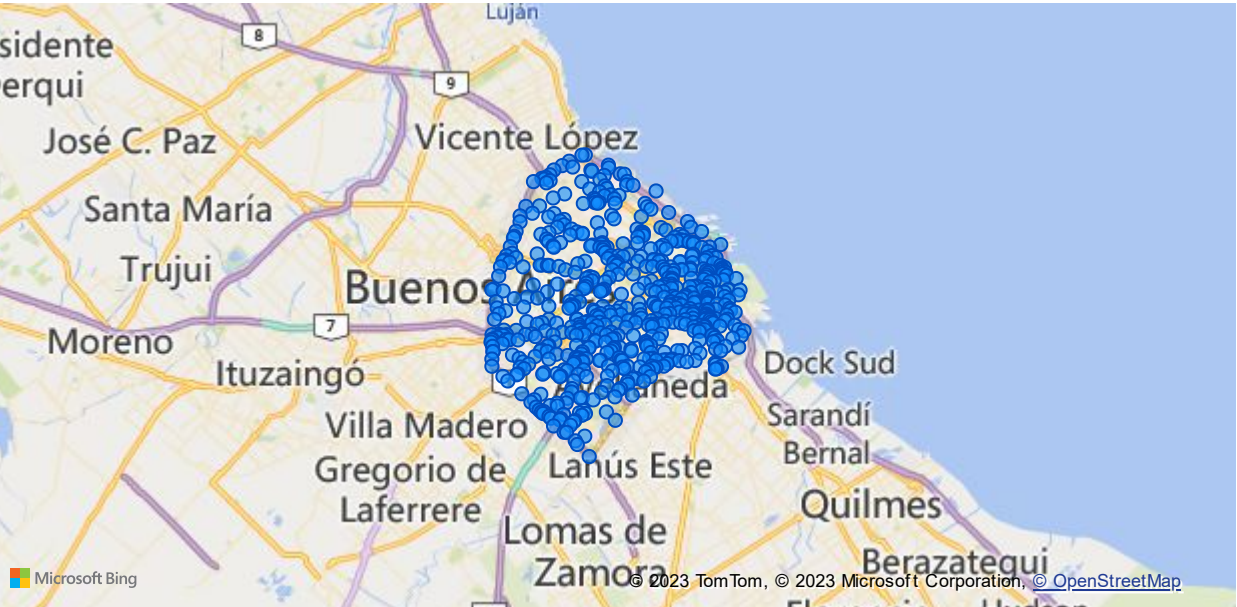 Luján
8
sidente
erqui
9
José C. Paz
Vicente López
Santa María
Trujui
Buenos
7
Moreno
Dock Sud
Ituzaingó
aneda
Sarandí
Villa Madero
Bernal
Gregorio de
Laferrere
Lanús Este
Quilmes
Lomas de
Zamora
Berazategui
Microsoft Bing
© 2023 TomTom, © 2023 Microsoft Corporation, © OpenStreetMap